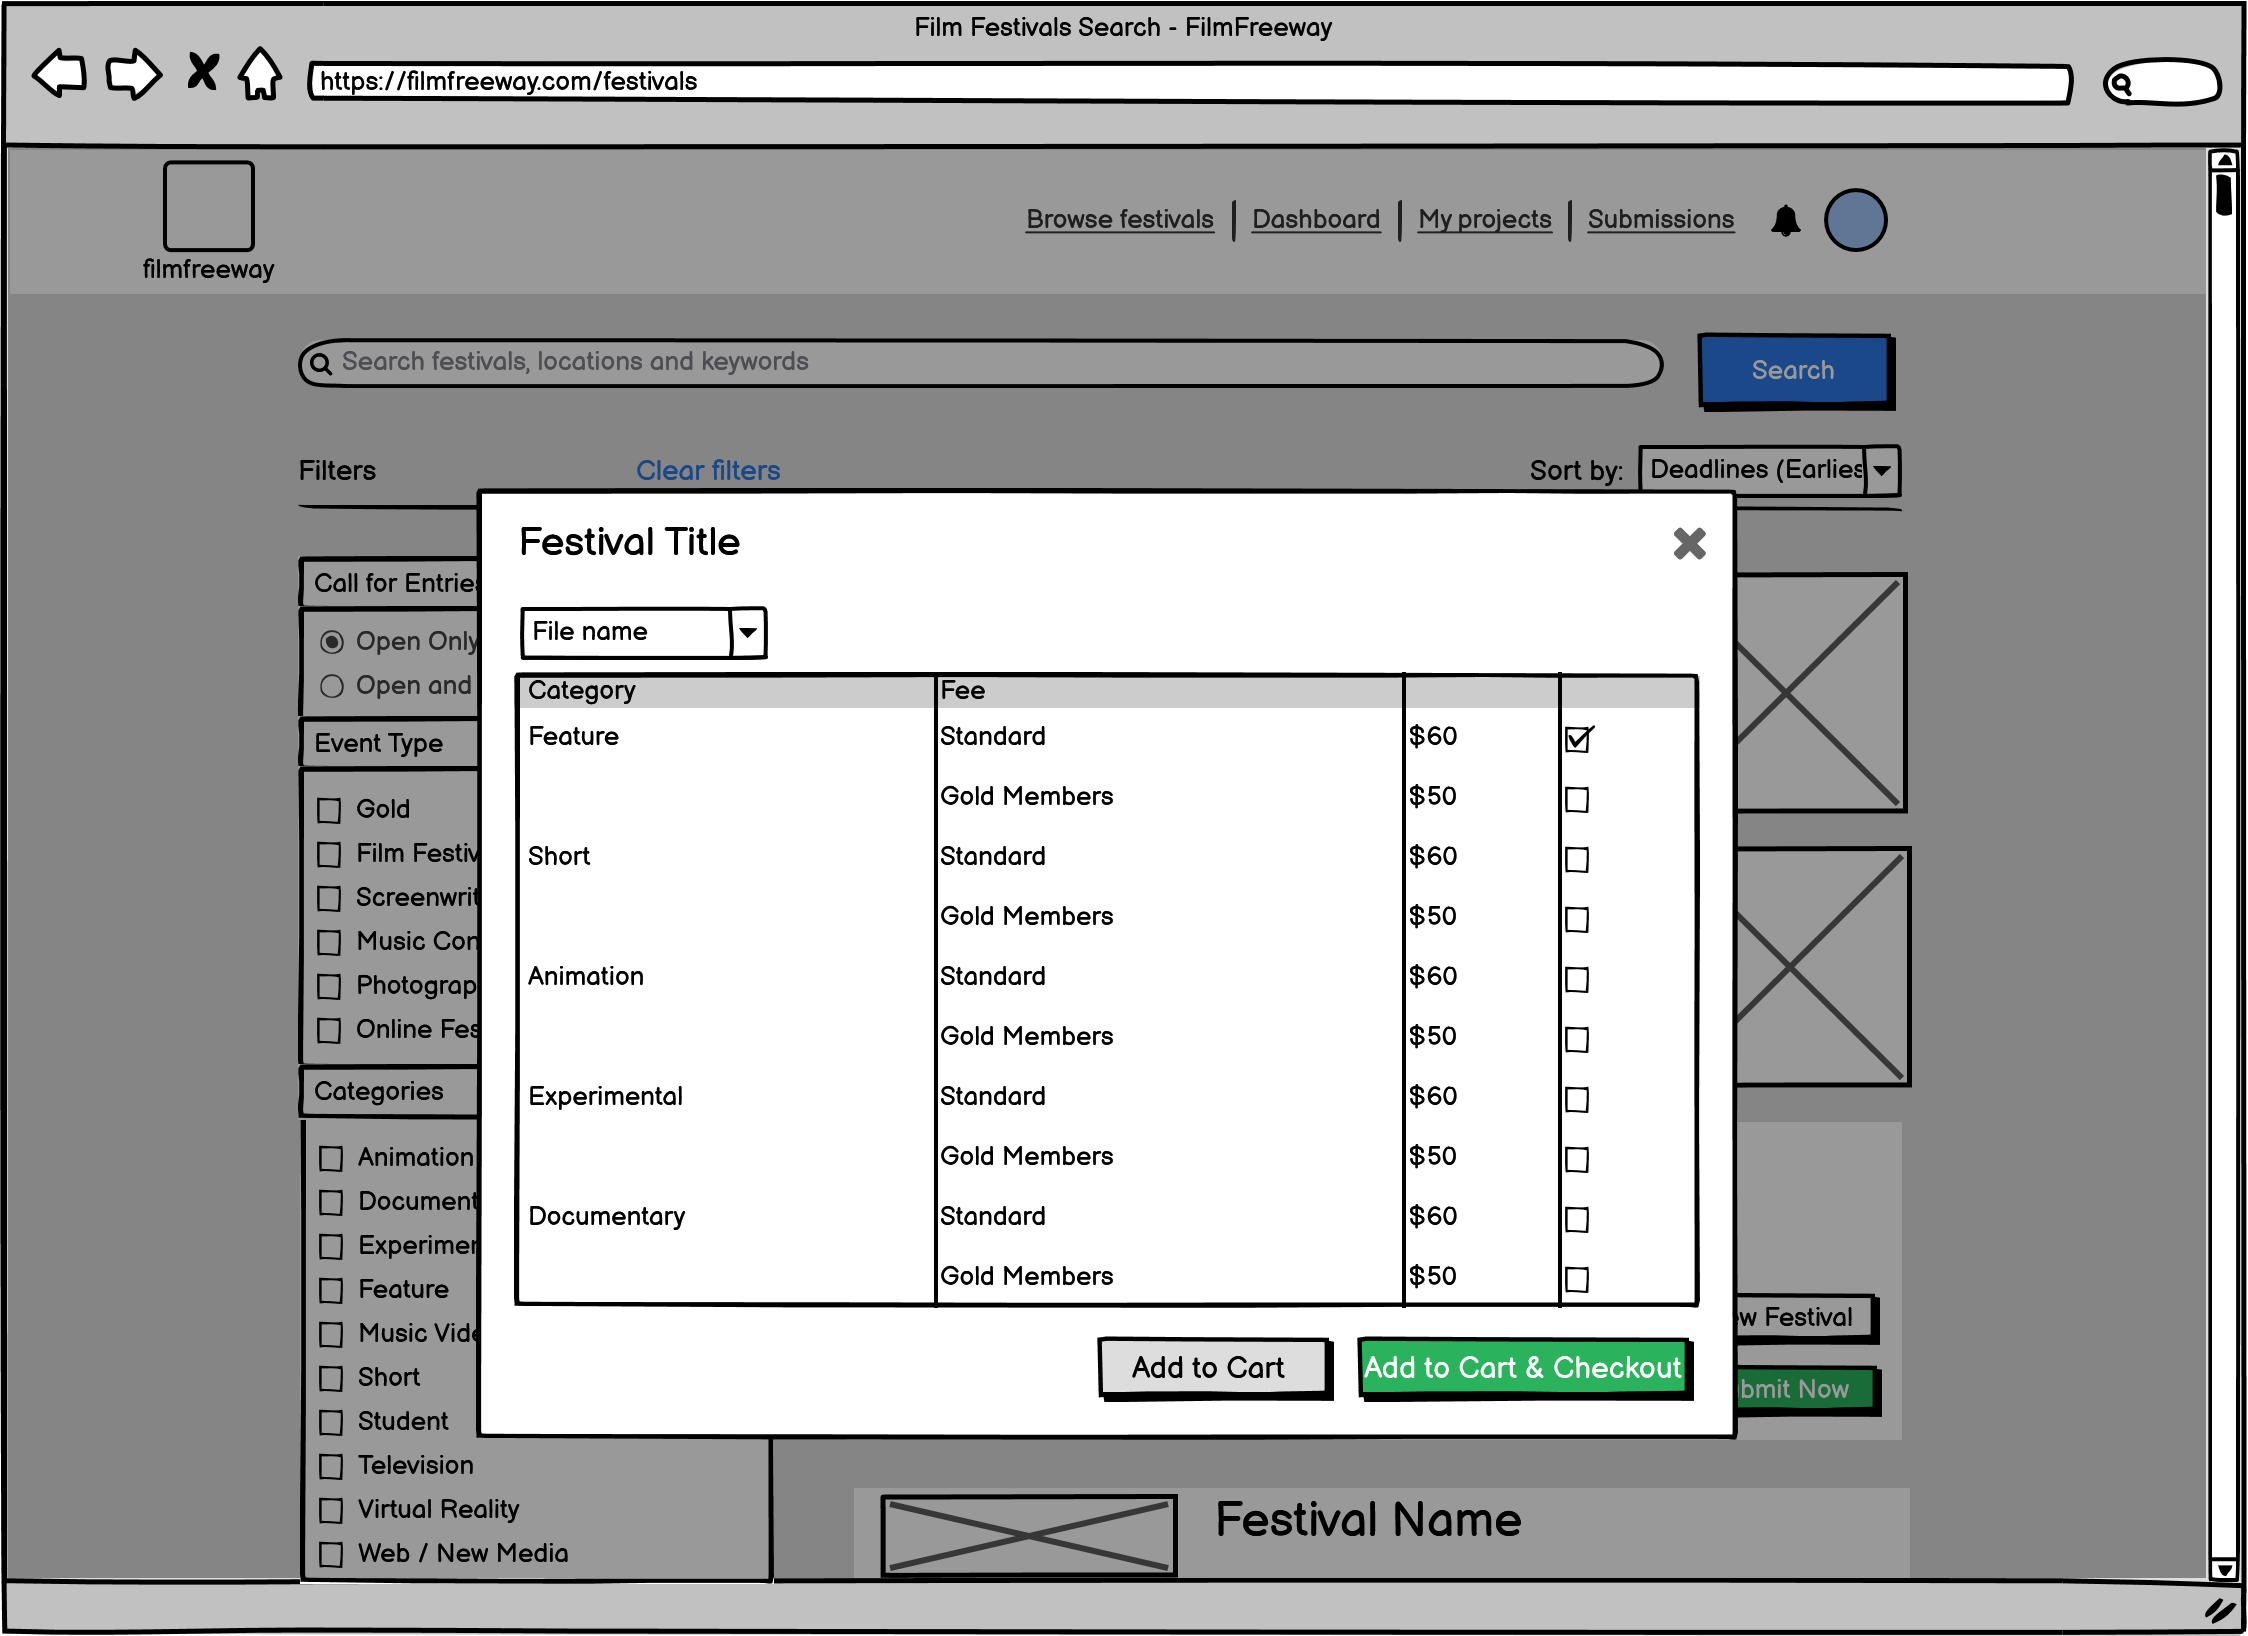 Film Festivals Search - FilmFreeway
https://filmfreeway.com/festivals
filmfreeway
Browse festivals
Dashboard
My projects
Submissions
Search festivals, locations and keywords
Search
Filters
Clear filters
Sort by:
Deadlines (Earlies
Festival Title
File name
Category Fee
Feature Standard $60
Gold Members $50
Short Standard $60
Gold Members $50
Animation Standard $60
Gold Members $50
Experimental Standard $60
Gold Members $50
Documentary Standard $60
Gold Members $50
Add to Cart
Add to Cart & Checkout
Call for Entries
Open Only
Open and
Event Type
Gold
Film Festiv
Screenwrit
Music Con
Photograp
Online Fes
Categories
Animation
Document
Experimen
Feature
Music Vide
Short
Student
Television
Virtual Reality
Web / New Media
w Festival
bmit Now
Festival Name